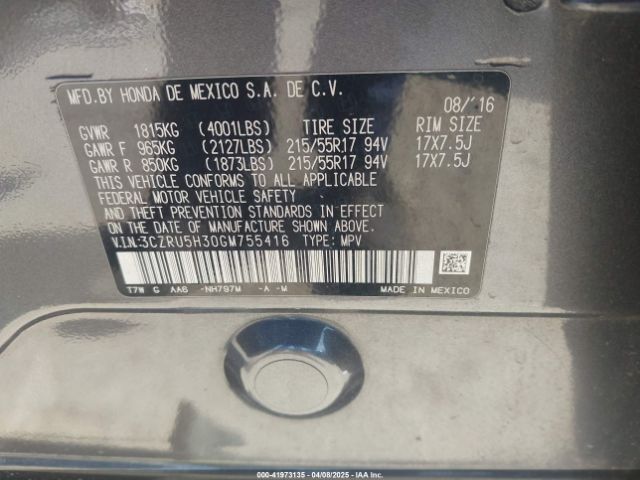 MFD.BY HONDA DE MEXICO S.A. DE C.V. 08/'16
GVWR 1815KG (4001LBS) TIRE SIZE RIM SIZE
GAWR F 965KG (2127LBS) 215/55R17 94V 17X7.5J
GAWR R 850KG (1873LBS) 215/55R17 94V 17X7.5J
THIS VEHICLE CONFORMS TO ALL APPLICABLE
FEDERAL MOTOR VEHICLE SAFETY
AND THEFT PREVENTION STANDARDS IN EFFECT
ON THE DATE OF MANUFACTURE SHOWN ABOVE.
V.I.N:3CZRU5H30GM755416 TYPE: MPV
T7W G AA6 -NH797M -A -M MADE IN MEXICO
000-41973135 - 04/08/2025 - IAA Inc.